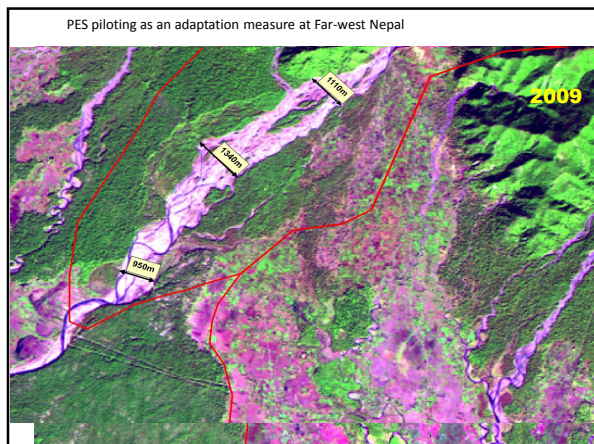 PES piloting as an adaptation measure at Far-west Nepal
1110m
2009
1340m
950m